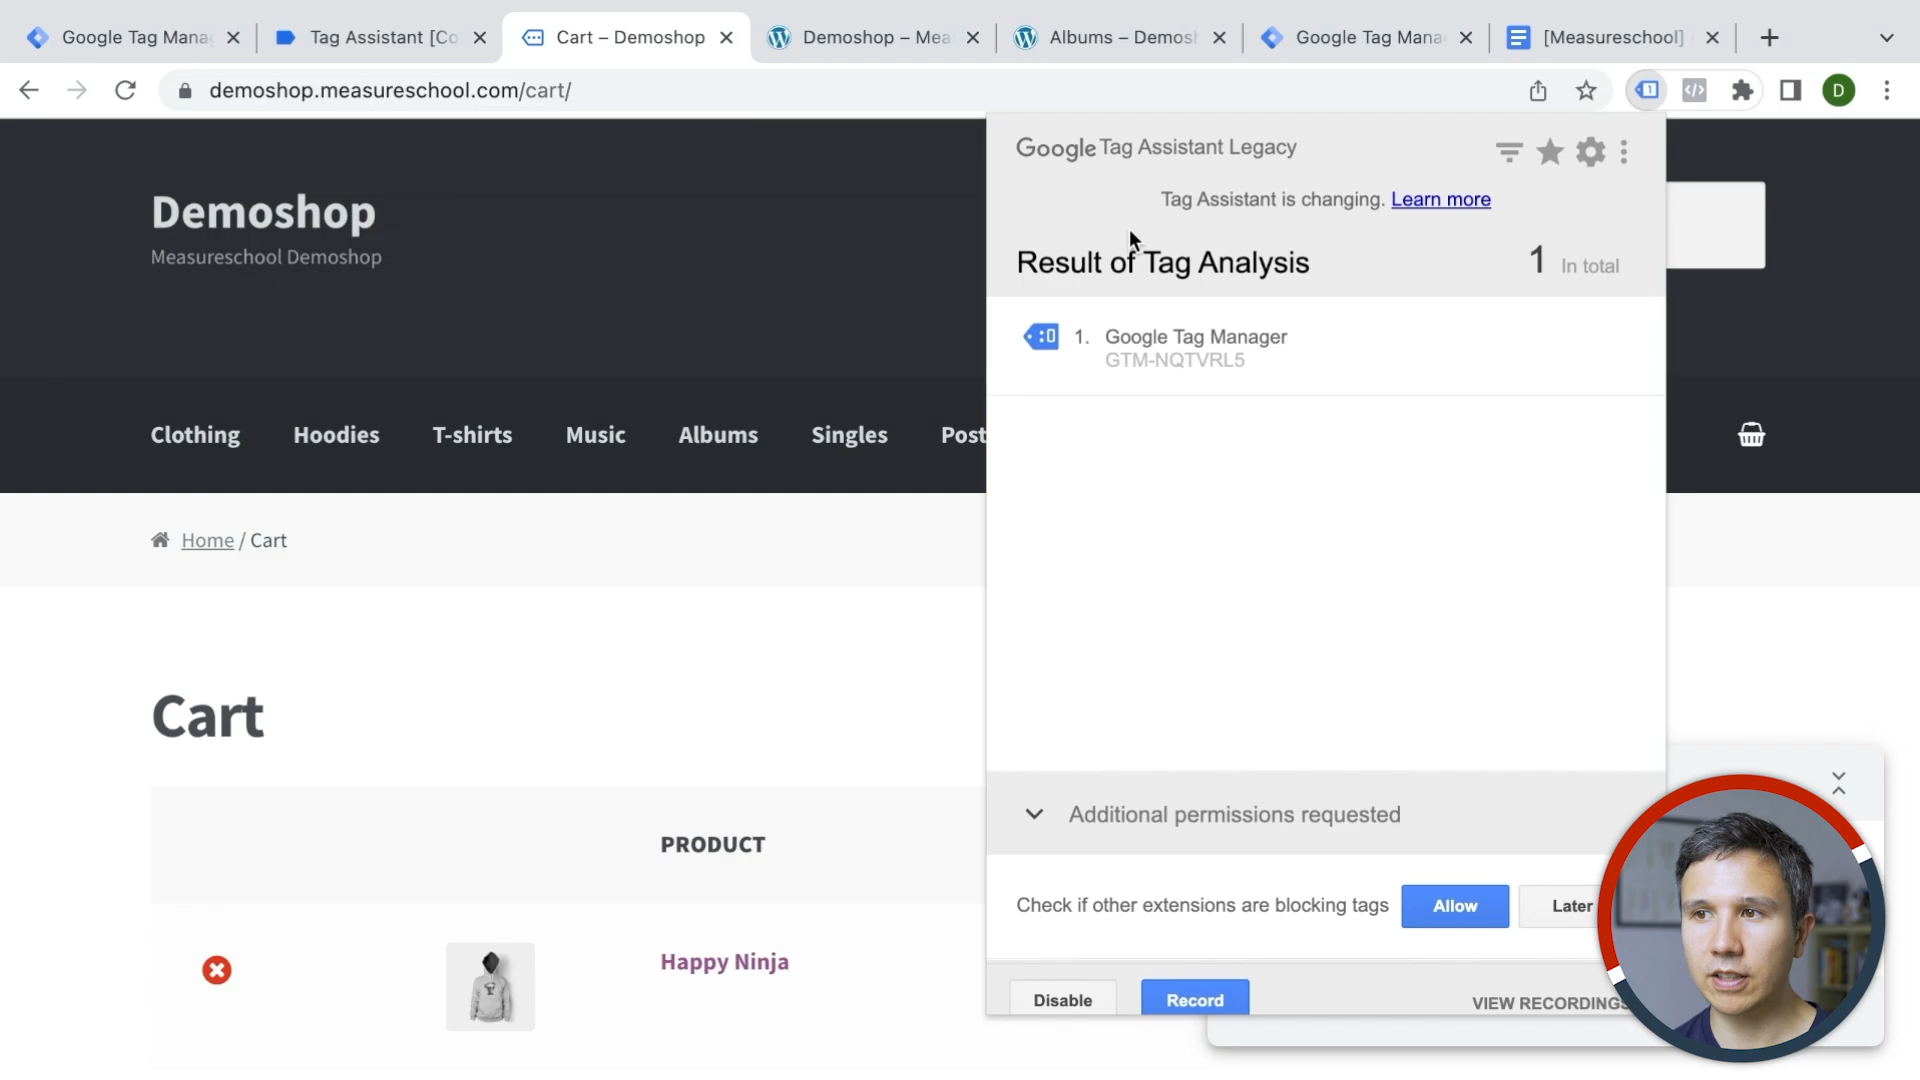 Google Tag Mana
Tag Assistant [Co
Cart – Demoshop
Demoshop – Mea
Albums – Demosh
Google Tag Mana
[Measureschool]
demoshop.measureschool.com/cart/
D
Google Tag Assistant Legacy
Tag Assistant is changing. Learn more
Demoshop
Measureschool Demoshop
Result of Tag Analysis
1 In total
1. Google Tag Manager
GTM-NQTVRL5
Clothing
Hoodies
T-shirts
Music
Albums
Singles
Post
Home / Cart
Cart
Additional permissions requested
PRODUCT
Check if other extensions are blocking tags
Allow
Later
Happy Ninja
Disable
Record
VIEW RECORDINGS